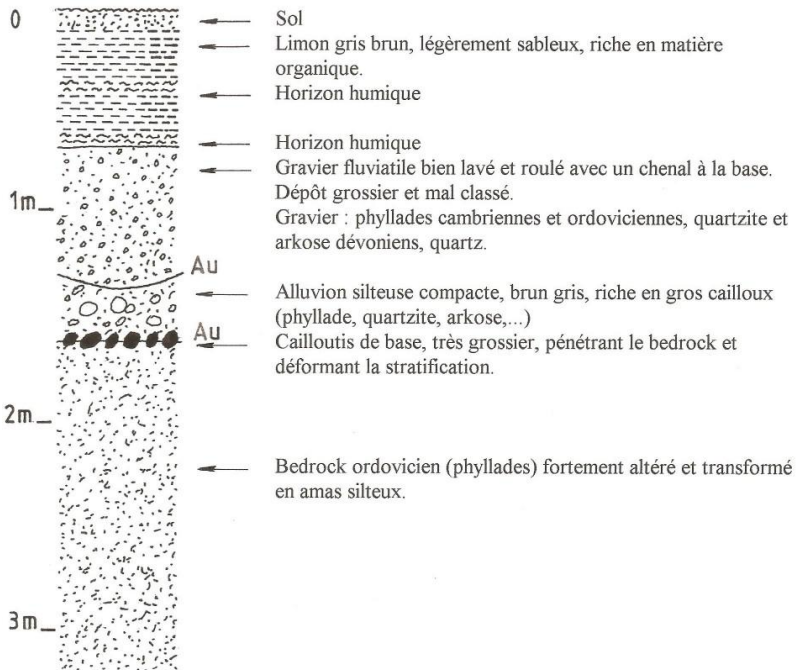 0
Sol
Limon gris brun, légèrement sableux, riche en matière
organique.
Horizon humique
Horizon humique
Gravier fluviatile bien lavé et roulé avec un chenal à la base.
Dépôt grossier et mal classé.
1m
Gravier : phyllades cambriennes et ordoviciennes, quartzite et
arkose dévoniens, quartz.
Au
Alluvion silteuse compacte, brun gris, riche en gros cailloux
(phyllade, quartzite, arkose,...)
Au
Cailloutis de base, très grossier, pénétrant le bedrock et
déformant la stratification.
2m
Bedrock ordovicien (phyllades) fortement altéré et transformé
en amas silteux.
3m